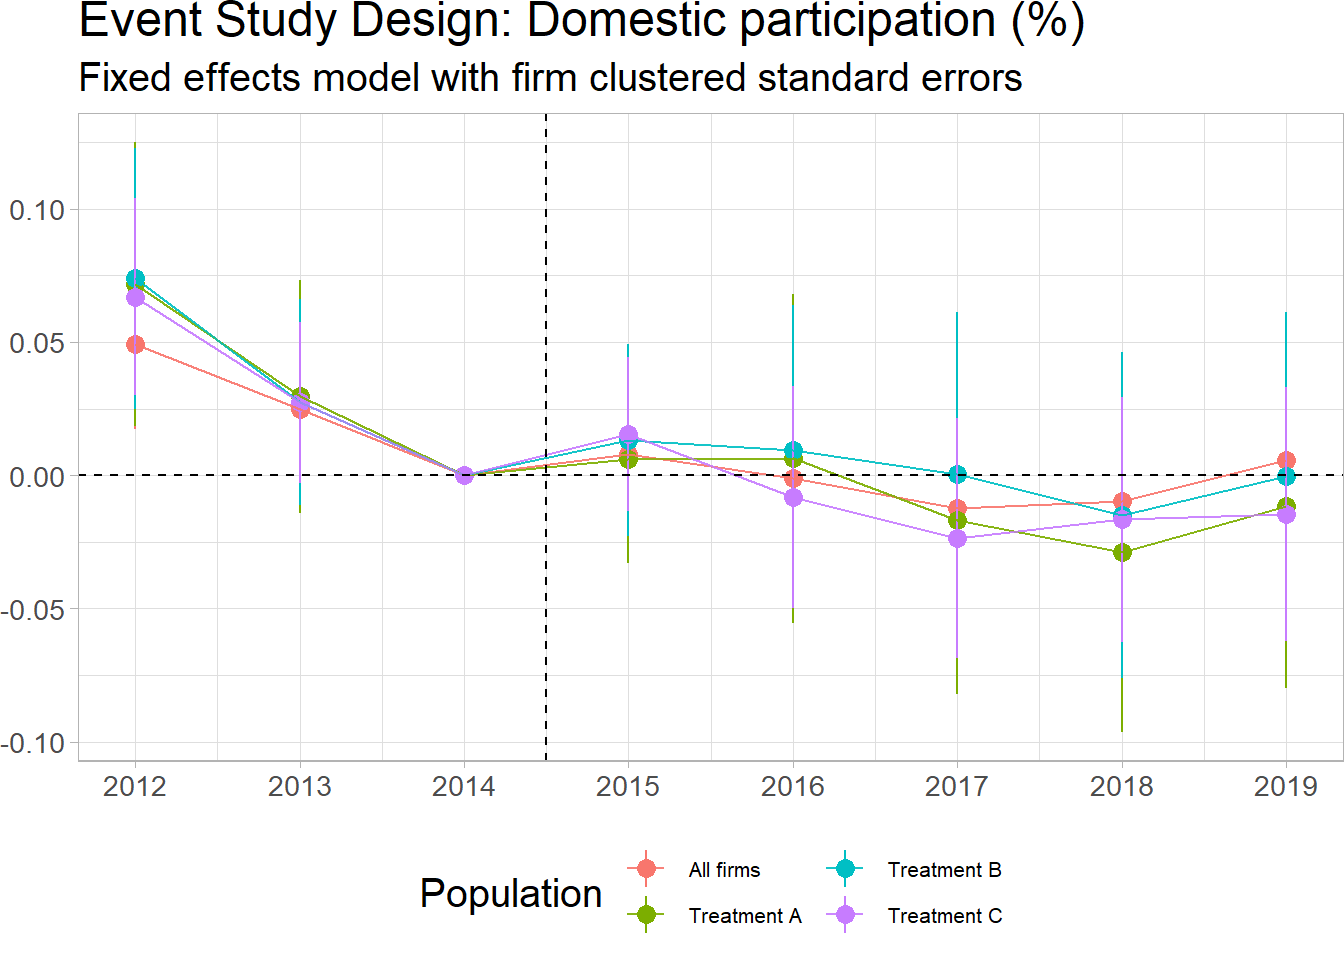 Event Study Design: Domestic participation (%)
Fixed effects model with firm clustered standard errors
0.10
0.05
0.00
-0.05
-0.10
2012 2013 2014 2015 2016 2017 2018 2019
Population
All firms
Treatment A
Treatment B
Treatment C